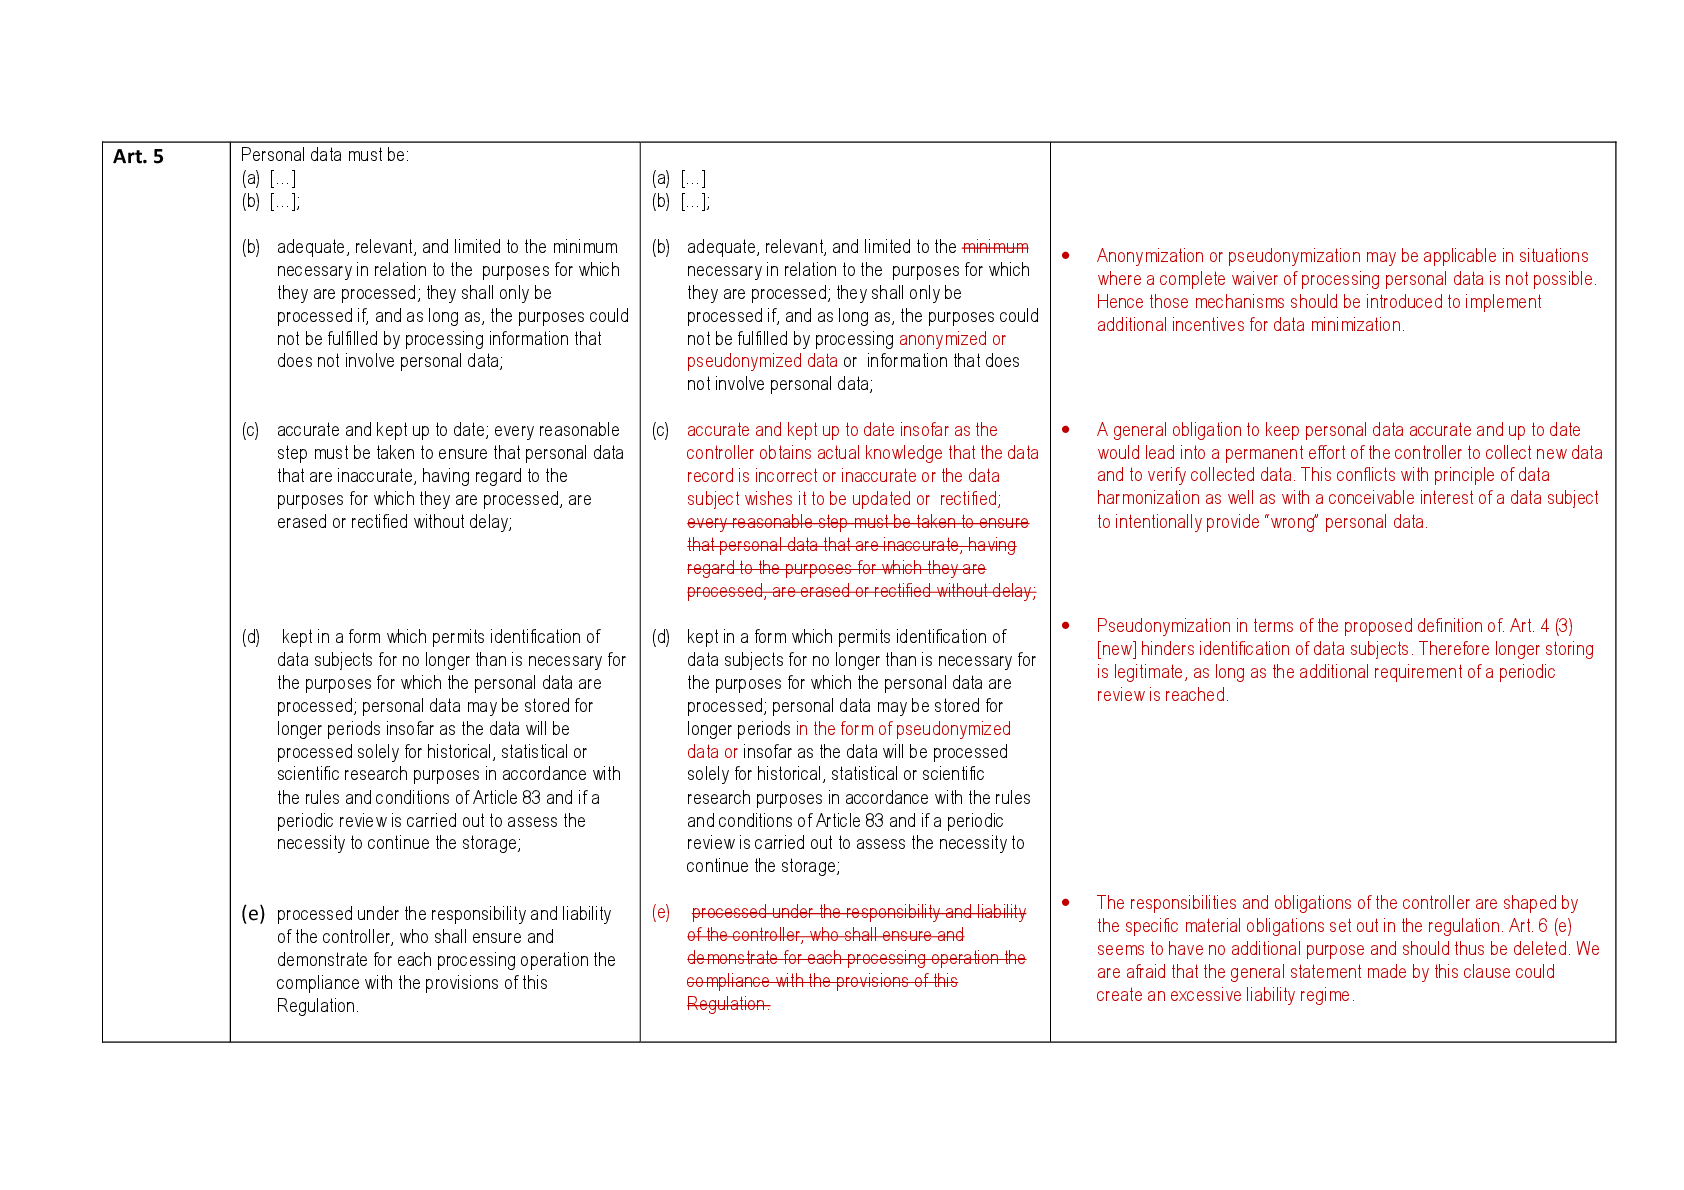 Art. 5
Personal data must be:
(a) […]
(b) […];
(b) adequate, relevant, and limited to the minimum
necessary in relation to the purposes for which
they are processed; they shall only be
processed if, and as long as, the purposes could
not be fulfilled by processing information that
does not involve personal data;
(c) accurate and kept up to date; every reasonable
step must be taken to ensure that personal data
that are inaccurate, having regard to the
purposes for which they are processed, are
erased or rectified without delay;
(d) kept in a form which permits identification of
data subjects for no longer than is necessary for
the purposes for which the personal data are
processed; personal data may be stored for
longer periods insofar as the data will be
processed solely for historical, statistical or
scientific research purposes in accordance with
the rules and conditions of Article 83 and if a
periodic review is carried out to assess the
necessity to continue the storage;
(e) processed under the responsibility and liability
of the controller, who shall ensure and
demonstrate for each processing operation the
compliance with the provisions of this
Regulation.
(a) […]
(b) […];
(b) adequate, relevant, and limited to the minimum
necessary in relation to the purposes for which
they are processed; they shall only be
processed if, and as long as, the purposes could
not be fulfilled by processing anonymized or
pseudonymized data or information that does
not involve personal data;
(c) accurate and kept up to date insofar as the
controller obtains actual knowledge that the data
record is incorrect or inaccurate or the data
subject wishes it to be updated or rectified;
every reasonable step must be taken to ensure
that personal data that are inaccurate, having
regard to the purposes for which they are
processed, are erased or rectified without delay;
(d) kept in a form which permits identification of
data subjects for no longer than is necessary for
the purposes for which the personal data are
processed; personal data may be stored for
longer periods in the form of pseudonymized
data or insofar as the data will be processed
solely for historical, statistical or scientific
research purposes in accordance with the rules
and conditions of Article 83 and if a periodic
review is carried out to assess the necessity to
continue the storage;
(e) processed under the responsibility and liability
of the controller, who shall ensure and
demonstrate for each processing operation the
compliance with the provisions of this
Regulation.
• Anonymization or pseudonymization may be applicable in situations
where a complete waiver of processing personal data is not possible.
Hence those mechanisms should be introduced to implement
additional incentives for data minimization.
• A general obligation to keep personal data accurate and up to date
would lead into a permanent effort of the controller to collect new data
and to verify collected data. This conflicts with principle of data
harmonization as well as with a conceivable interest of a data subject
to intentionally provide “wrong” personal data.
• Pseudonymization in terms of the proposed definition of. Art. 4 (3)
[new] hinders identification of data subjects. Therefore longer storing
is legitimate, as long as the additional requirement of a periodic
review is reached.
• The responsibilities and obligations of the controller are shaped by
the specific material obligations set out in the regulation. Art. 6 (e)
seems to have no additional purpose and should thus be deleted. We
are afraid that the general statement made by this clause could
create an excessive liability regime.